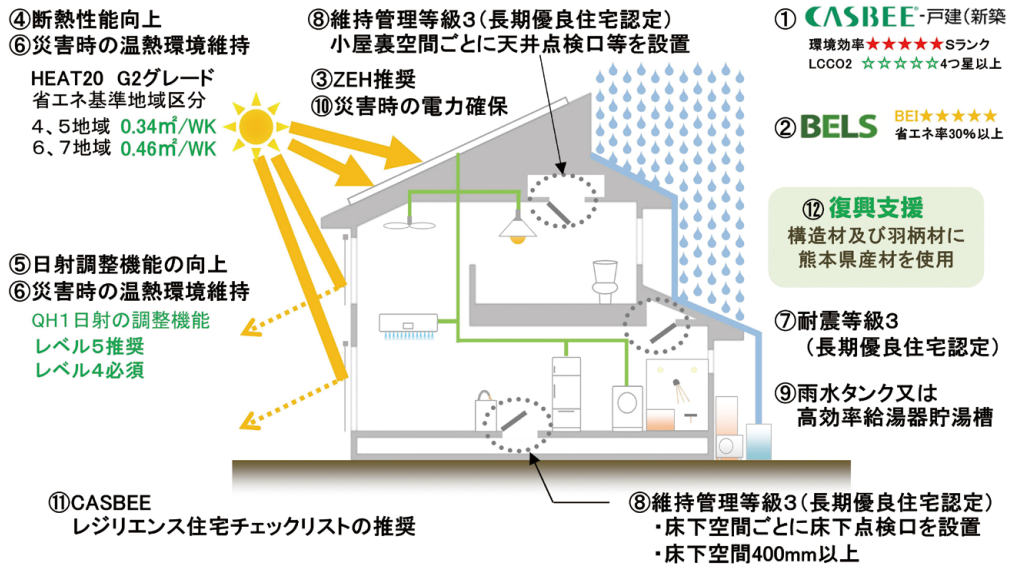 ④断熱性能向上
⑥災害時の温熱環境維持
HEAT20 G2グレード
省エネ基準地域区分
4、5地域 0.34㎡/WK
6、7地域 0.46㎡/WK
⑧維持管理等級3(長期優良住宅認定)
小屋裏空間ごとに天井点検口等を設置
③ZEH推奨
⑩災害時の電力確保
① CASBEE®-戸建(新築
環境効率★★★★★Sランク
LCCO2 ☆☆☆☆☆4つ星以上
②BELS
BEI★★★★★
省エネ率30%以上
⑫復興支援
構造材及び羽柄材に
熊本県産材を使用
⑤日射調整機能の向上
⑥災害時の温熱環境維持
QH1日射の調整機能
レベル5推奨
レベル4必須
⑦耐震等級3
(長期優良住宅認定)
⑨雨水タンク又は
高効率給湯器貯湯槽
⑪CASBEE
レジリエンス住宅チェックリストの推奨
⑧維持管理等級3(長期優良住宅認定)
・床下空間ごとに床下点検口を設置
・床下空間400mm以上